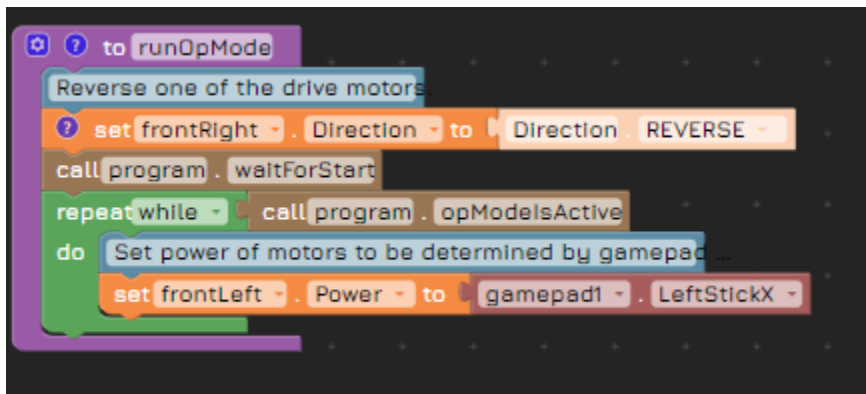 to runOpMode
Reverse one of the drive motors.
set frontRight . Direction to Direction . REVERSE
call program . waitForStart
repeat while call program . opModeIsActive
do Set power of motors to be determined by gamepad ...
set frontLeft . Power to gamepad1 . LeftStickX